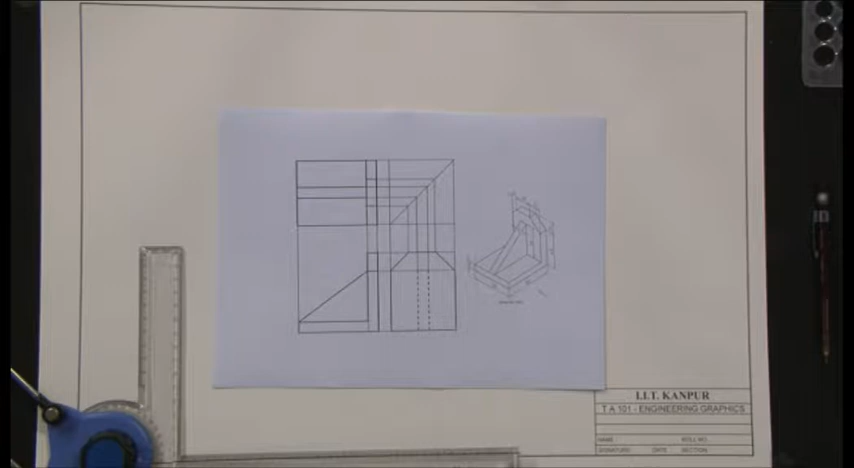 I.I.T. KANPUR
T A 101 - ENGINEERING GRAPHICS
NAME ROLL NO.
SIGNATURE DATE SECTION